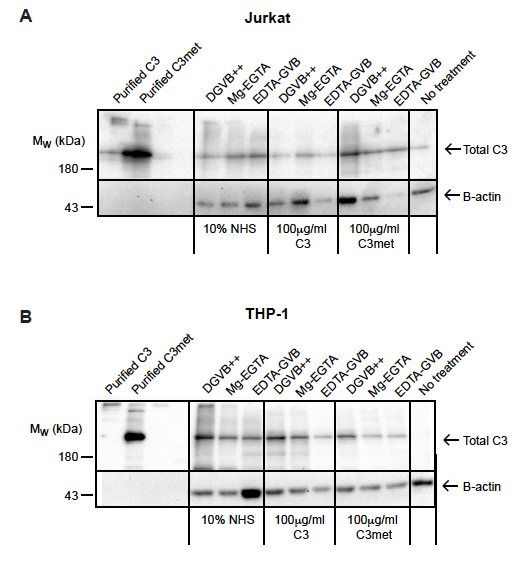 A
Jurkat
Purified C3
Purified C3met
DGVB++
Mg-EGTA
EDTA-GVB
DGVB++
Mg-EGTA
EDTA-GVB
DGVB++
Mg-EGTA
EDTA-GVB
No treatment
MW (kDa)
180
43
Total C3
B-actin
10% NHS
100µg/ml
C3
100µg/ml
C3met
B
THP-1
Purified C3
Purified C3met
DGVB++
Mg-EGTA
EDTA-GVB
DGVB++
Mg-EGTA
EDTA-GVB
DGVB++
Mg-EGTA
EDTA-GVB
No treatment
MW (kDa)
180
43
Total C3
B-actin
10% NHS
100µg/ml
C3
100µg/ml
C3met